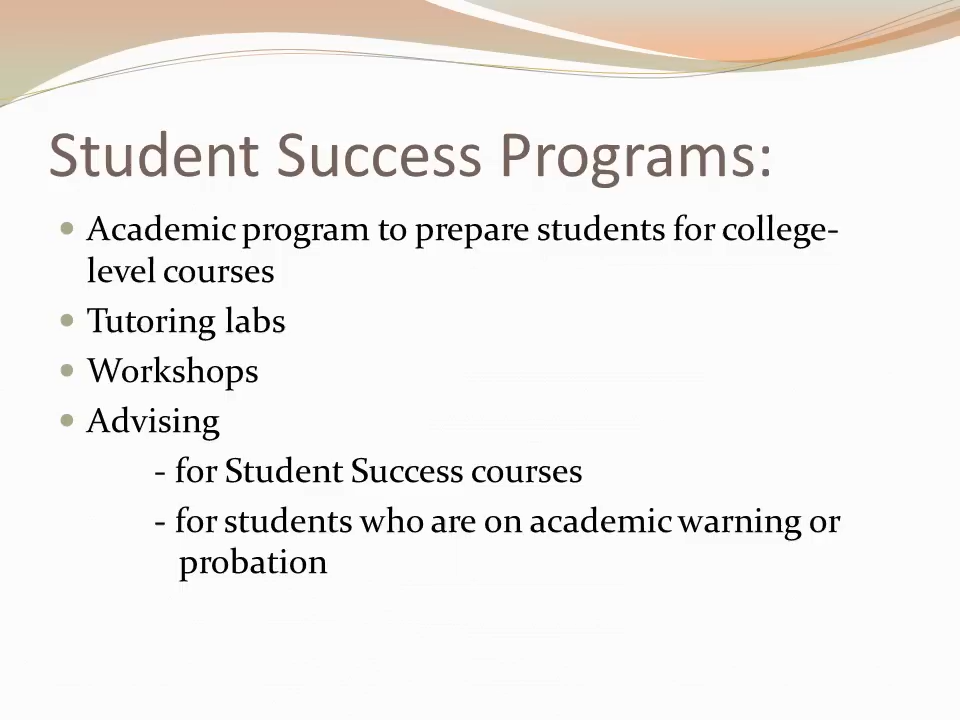 Student Success Programs:
• Academic program to prepare students for college-
level courses
• Tutoring labs
• Workshops
• Advising
- for Student Success courses
- for students who are on academic warning or
probation